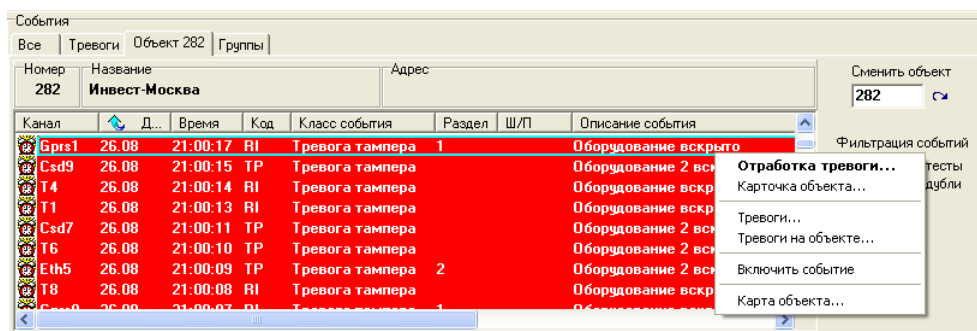 События
Все Тревоги Объект 282 Группы
Номер Название Адрес Сменить объект
282 Инвест-Москва 282
Канал Д... Время Код Класс события Раздел Ш/П Описание события
Gprs1 26.08 21:00:17 RI Тревога тампера 1 Оборудование вскрыто
Фильтрация событий
Csd9 26.08 21:00:15 TP Тревога тампера Оборудование 2 вс
Отработка тревоги... тесты
T4 26.08 21:00:14 RI Тревога тампера Оборудование вскр
Карточка объекта... дубли
T1 26.08 21:00:13 RI Тревога тампера Оборудование вскр
Тревоги...
Csd7 26.08 21:00:11 TP Тревога тампера Оборудование 2 вс
Тревоги на объекте...
T6 26.08 21:00:10 TP Тревога тампера Оборудование 2 вс
Eth5 26.08 21:00:09 TP Тревога тампера 2 Оборудование 2 вс
Включить событие
T8 26.08 21:00:08 RI Тревога тампера Оборудование вскр
Карта объекта...